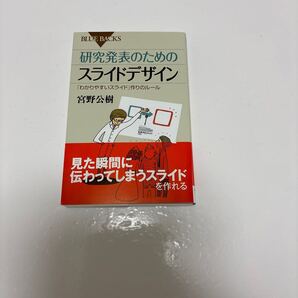 BLUE BACKS
研究発表のための
スライドデザイン
「わかりやすいスライド」作りのルール
宮野公樹
見た瞬間に
伝わってしまうスライド
を作れる